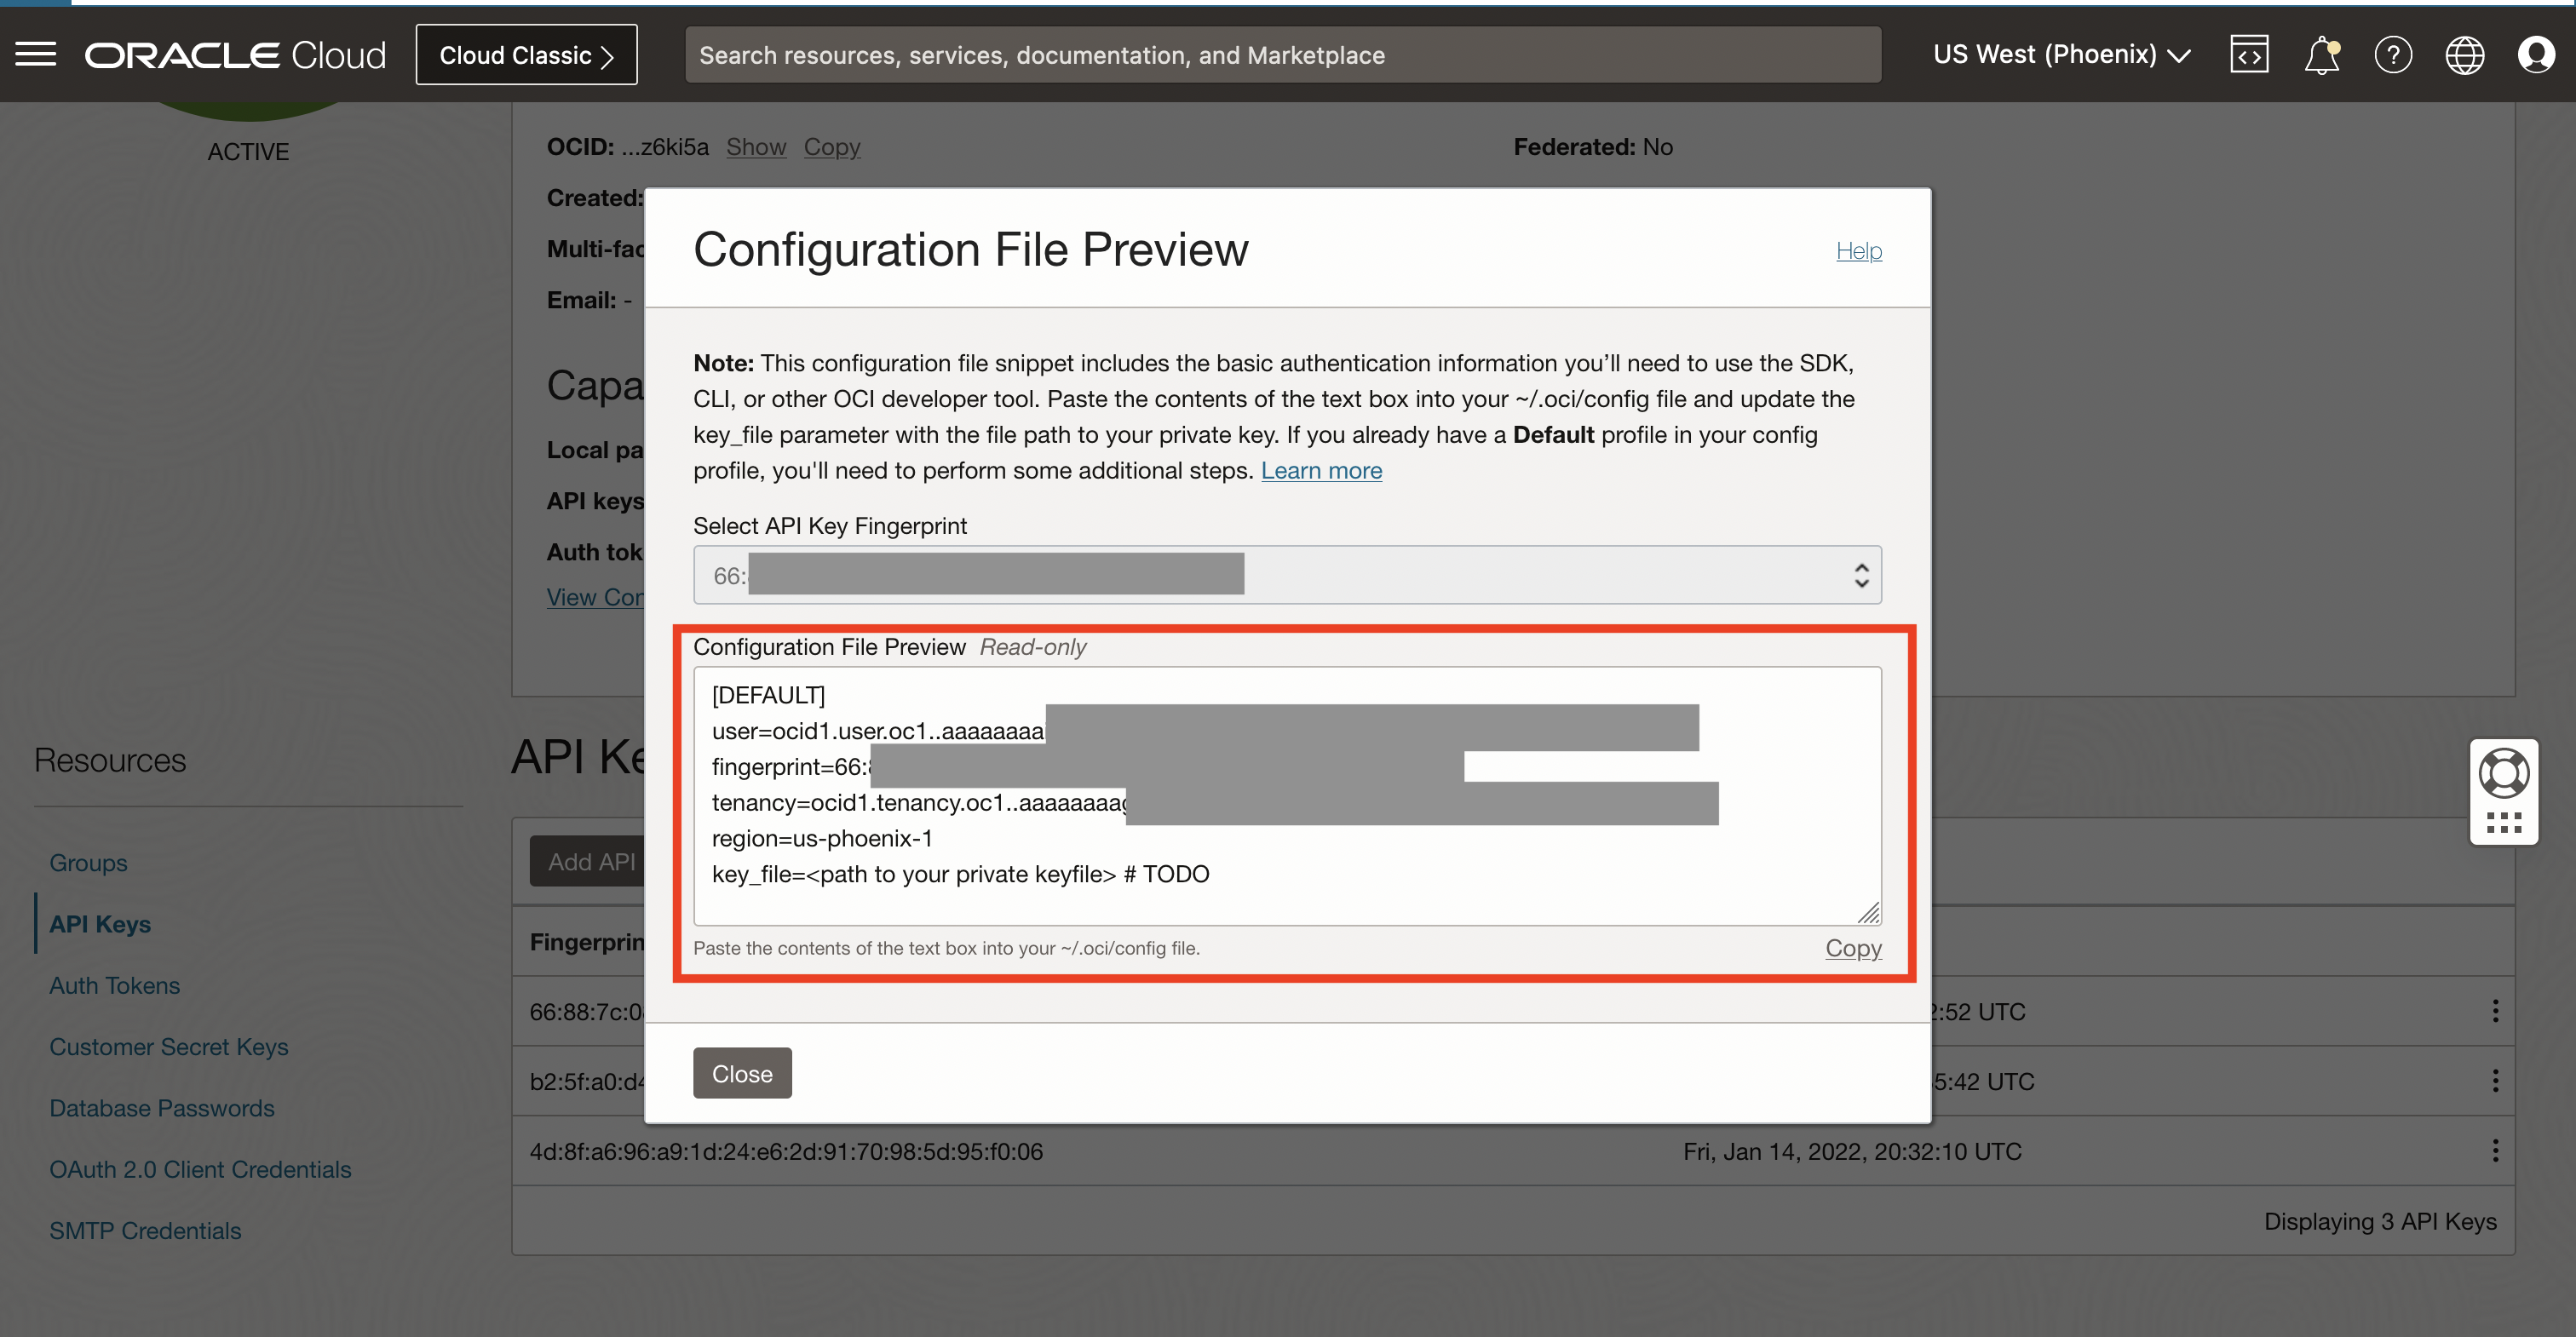 ORACLE Cloud
Cloud Classic >
Search resources, services, documentation, and Marketplace
US West (Phoenix)
ACTIVE
OCID: ...z6ki5a Show Copy
Federated: No
Created:
Multi-fac
Email: -
Configuration File Preview
Help
Note: This configuration file snippet includes the basic authentication information you’ll need to use the SDK,
CLI, or other OCI developer tool. Paste the contents of the text box into your ~/.oci/config file and update the
key_file parameter with the file path to your private key. If you already have a Default profile in your config
profile, you'll need to perform some additional steps. Learn more
Capa
Local pa
API keys
Auth tok
View Con
Select API Key Fingerprint
66:
Configuration File Preview Read-only
[DEFAULT]
user=ocid1.user.oc1..aaaaaaaa
fingerprint=66:
tenancy=ocid1.tenancy.oc1..aaaaaaaa
region=us-phoenix-1
key_file=<path to your private keyfile> # TODO
Paste the contents of the text box into your ~/.oci/config file.
Copy
Close
Resources
Groups
API Keys
Auth Tokens
Customer Secret Keys
Database Passwords
OAuth 2.0 Client Credentials
SMTP Credentials
API Ke
Add API
Fingerprin
66:88:7c:0
2:52 UTC
b2:5f:a0:d4
5:42 UTC
4d:8f:a6:96:a9:1d:24:e6:2d:91:70:98:5d:95:f0:06
Fri, Jan 14, 2022, 20:32:10 UTC
Displaying 3 API Keys